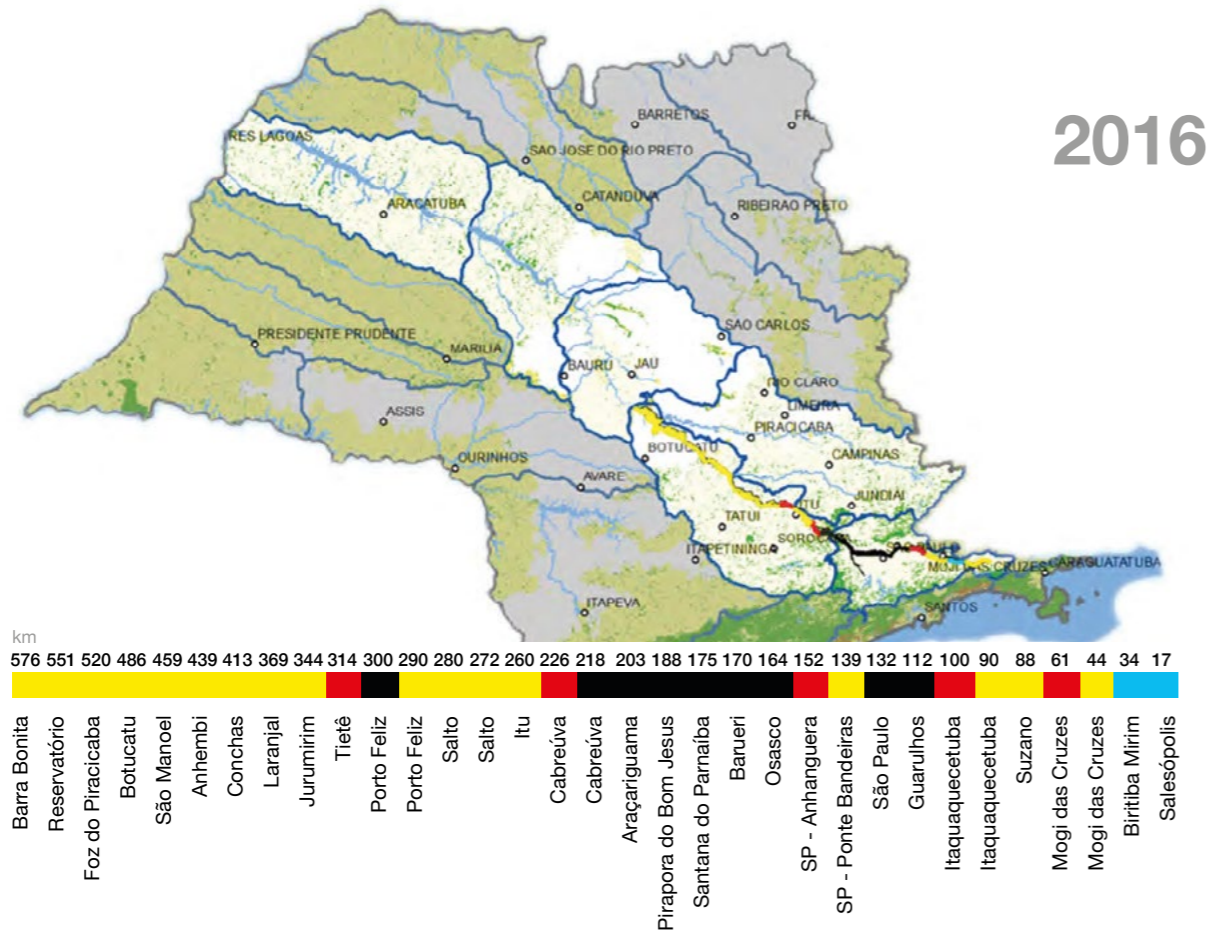 2016
BARRETOS
FR
RES LAGOAS
SAO JOSE DO RIO PRETO
CATANDUVA
ARACATUBA
RIBEIRAO PRETO
PRESIDENTE PRUDENTE
MARILIA
SAO CARLOS
BAURU
JAU
RIO CLARO
LIMEIRA
ASSIS
PIRACICABA
BOTUCATU
OURINHOS
CAMPINAS
AVARE
JUNDIAI
ITU
TATUI
SOROCABA
ITAPETININGA
CARAGUATATUBA
ITAPEVA
SANTOS
km
576 551 520 486 459 439 413 369 344 314 300 290 280 272 260 226 218 203 188 175 170 164 152 139 132 112 100 90 88 61 44 34 17
Barra Bonita
Reservatório
Foz do Piracicaba
Botucatu
São Manoel
Anhembi
Conchas
Laranjal
Jurumirim
Tietê
Porto Feliz
Porto Feliz
Salto
Salto
Itu
Cabreúva
Cabreúva
Araçariguama
Pirapora do Bom Jesus
Santana do Parnaíba
Barueri
Osasco
SP - Anhanguera
SP - Ponte Bandeiras
São Paulo
Guarulhos
Itaquaquecetuba
Itaquaquecetuba
Suzano
Mogi das Cruzes
Mogi das Cruzes
Biritiba Mirim
Salesópolis